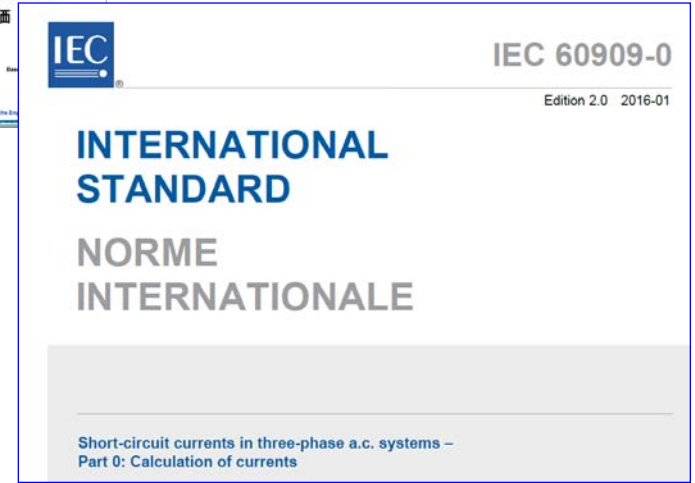 価
IEC
®
IEC 60909-0
Edition 2.0 2016-01
INTERNATIONAL
STANDARD
NORME
INTERNATIONALE
Short-circuit currents in three-phase a.c. systems –
Part 0: Calculation of currents